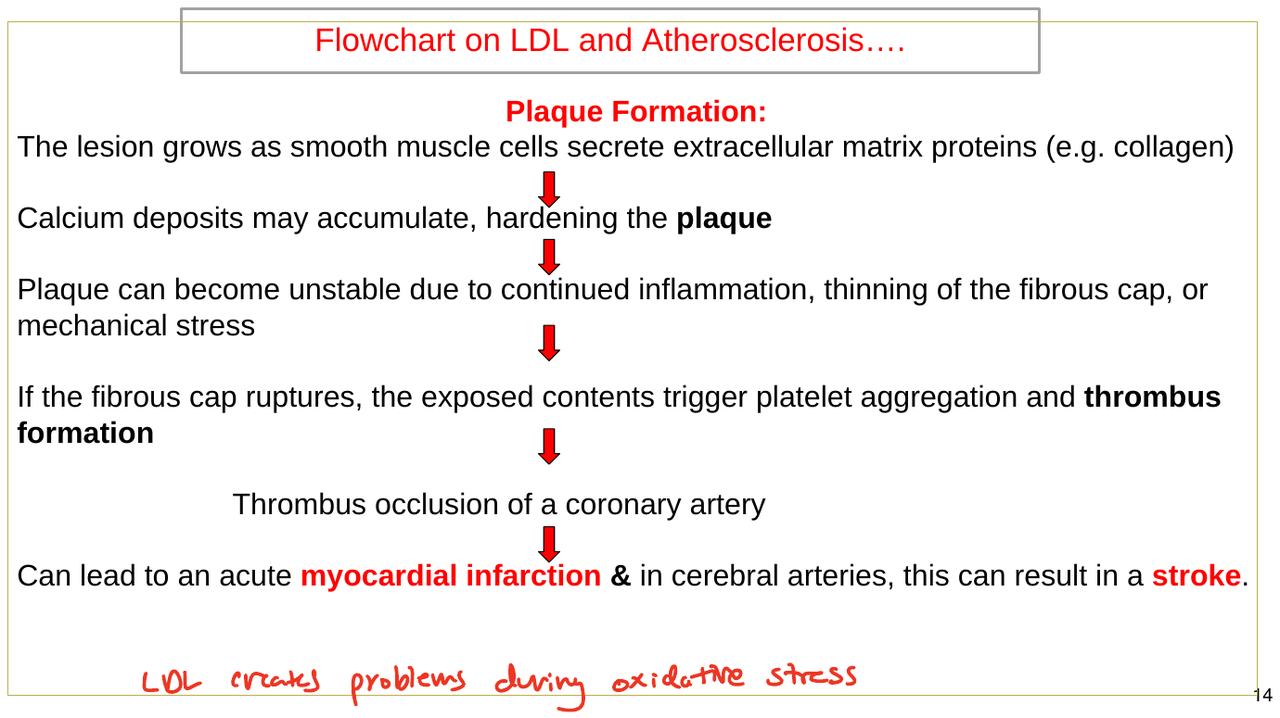 Flowchart on LDL and Atherosclerosis….
Plaque Formation:
The lesion grows as smooth muscle cells secrete extracellular matrix proteins (e.g. collagen)
Calcium deposits may accumulate, hardening the plaque
Plaque can become unstable due to continued inflammation, thinning of the fibrous cap, or
mechanical stress
If the fibrous cap ruptures, the exposed contents trigger platelet aggregation and thrombus
formation
Thrombus occlusion of a coronary artery
Can lead to an acute myocardial infarction & in cerebral arteries, this can result in a stroke.
LDL creates problems during oxidative stress
14